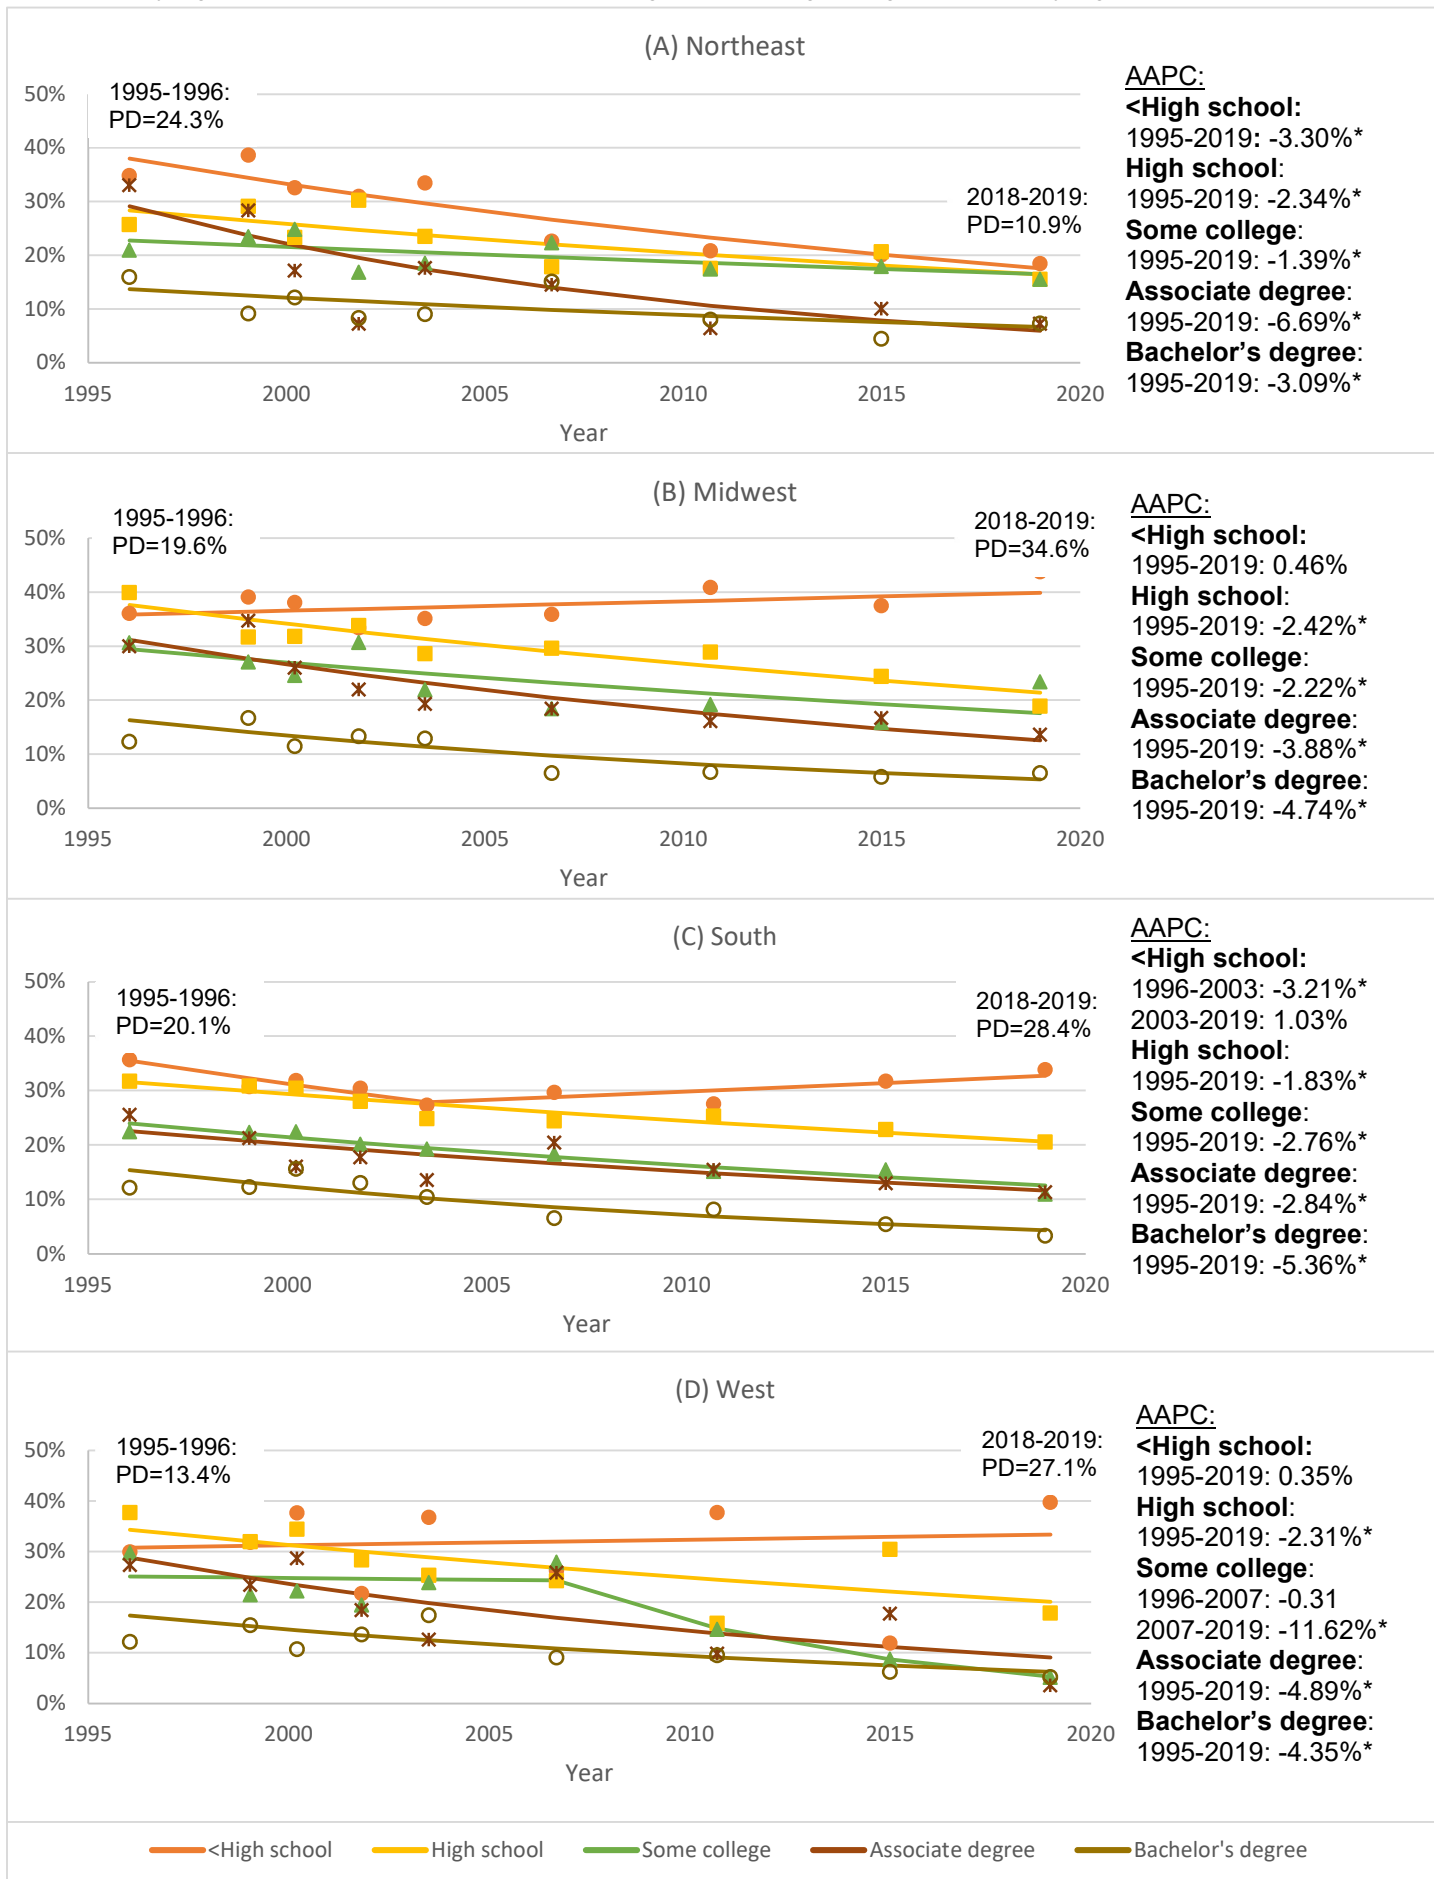 (A) Northeast
1995-1996:
PD=24.3%
2018-2019:
PD=10.9%
50%
40%
30%
20%
10%
0%
1995 2000 2005 2010 2015 2020
Year
AAPC:
<High school:
1995-2019: -3.30%*
High school:
1995-2019: -2.34%*
Some college:
1995-2019: -1.39%*
Associate degree:
1995-2019: -6.69%*
Bachelor's degree:
1995-2019: -3.09%*
(B) Midwest
1995-1996:
PD=19.6%
2018-2019:
PD=34.6%
50%
40%
30%
20%
10%
0%
1995 2000 2005 2010 2015 2020
Year
AAPC:
<High school:
1995-2019: 0.46%
High school:
1995-2019: -2.42%*
Some college:
1995-2019: -2.22%*
Associate degree:
1995-2019: -3.88%*
Bachelor's degree:
1995-2019: -4.74%*
(C) South
1995-1996:
PD=20.1%
2018-2019:
PD=28.4%
50%
40%
30%
20%
10%
0%
1995 2000 2005 2010 2015 2020
Year
AAPC:
<High school:
1996-2003: -3.21%*
2003-2019: 1.03%
High school:
1995-2019: -1.83%*
Some college:
1995-2019: -2.76%*
Associate degree:
1995-2019: -2.84%*
Bachelor's degree:
1995-2019: -5.36%*
(D) West
1995-1996:
PD=13.4%
2018-2019:
PD=27.1%
50%
40%
30%
20%
10%
0%
1995 2000 2005 2010 2015 2020
Year
AAPC:
<High school:
1995-2019: 0.35%
High school:
1995-2019: -2.31%*
Some college:
1996-2007: -0.31
2007-2019: -11.62%*
Associate degree:
1995-2019: -4.89%*
Bachelor's degree:
1995-2019: -4.35%*
<High school High school Some college Associate degree Bachelor's degree